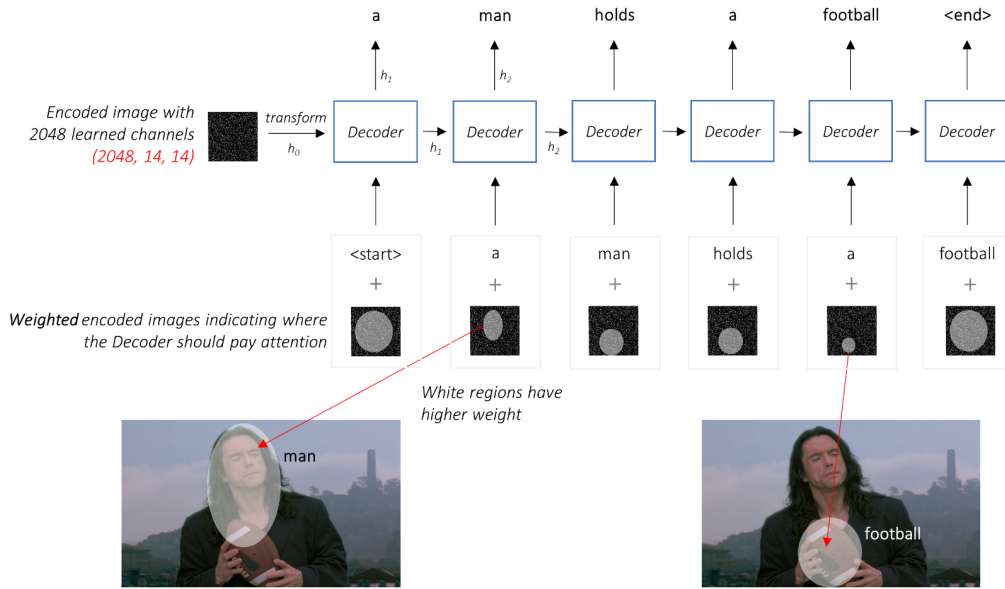 a man holds a football <end>
h1 h2
Encoded image with
2048 learned channels
(2048, 14, 14)
transform
h0
Decoder Decoder Decoder Decoder Decoder Decoder
h1 h2
<start> a man holds a football
+ + + + + +
Weighted encoded images indicating where
the Decoder should pay attention
White regions have
higher weight
man
football